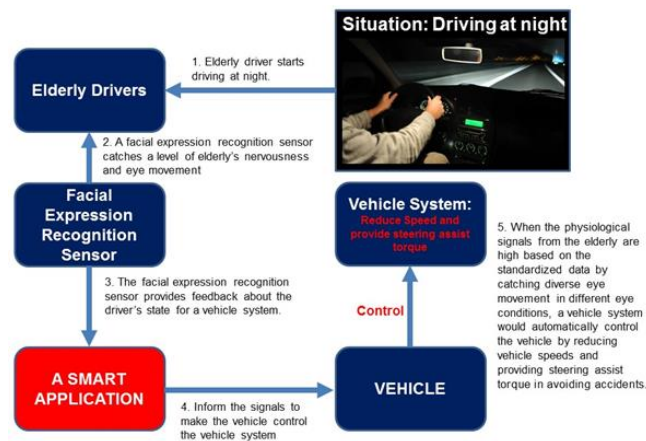 Situation: Driving at night
Elderly Drivers
1. Elderly driver starts
driving at night.
2. A facial expression recognition sensor
catches a level of elderly's nervousness
and eye movement
Facial
Expression
Recognition
Sensor
Vehicle System:
Reduce Speed and
provide steering assist
torque
3. The facial expression recognition
sensor provides feedback about the
driver's state for a vehicle system.
Control
5. When the physiological
signals from the elderly are
high based on the
standardized data by
catching diverse eye
movement in different eye
conditions, a vehicle system
would automatically control
the vehicle by reducing
vehicle speeds and
providing steering assist
torque in avoiding accidents.
A SMART
APPLICATION
4. Inform the signals to
make the vehicle control
the vehicle system
VEHICLE